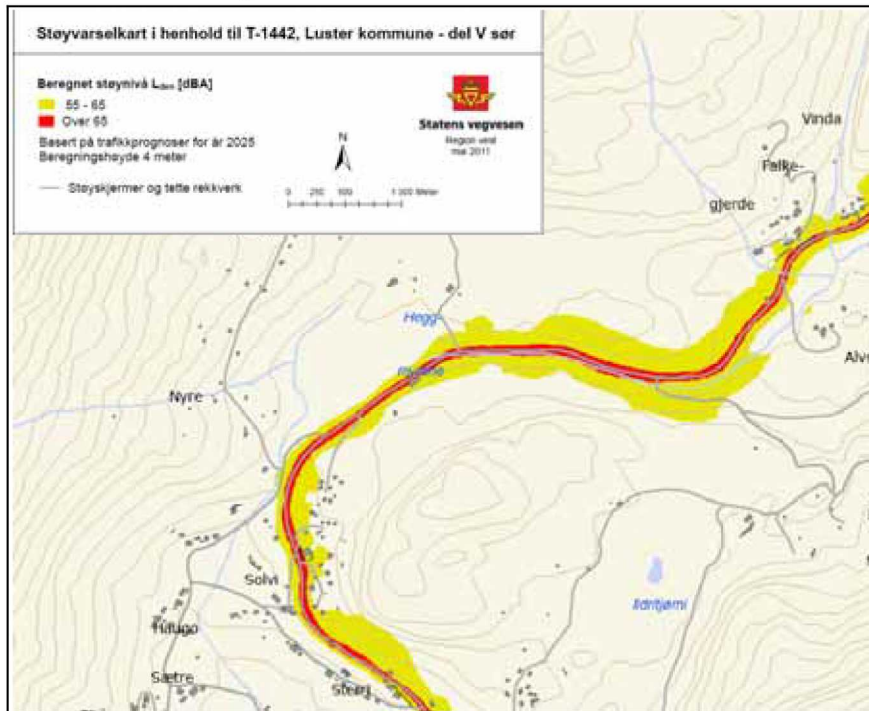 Støyvarselkart i henhold til T-1442, Luster kommune - del V sør
Beregnet støynivå Lden [dBA]
55 - 65
Over 65
Basert på trafikkprognoser for år 2025
Beregningshøyde 4 meter
Støyskjermer og tette rekkverk
N
0 250 500 1 000 Meter
Statens vegvesen
Region vest
mai 2011
Vinda
Falke-
gjerde
Hegg-
Alv
Nyre
Solvi
Ildritjørni
Haugo
Sætre